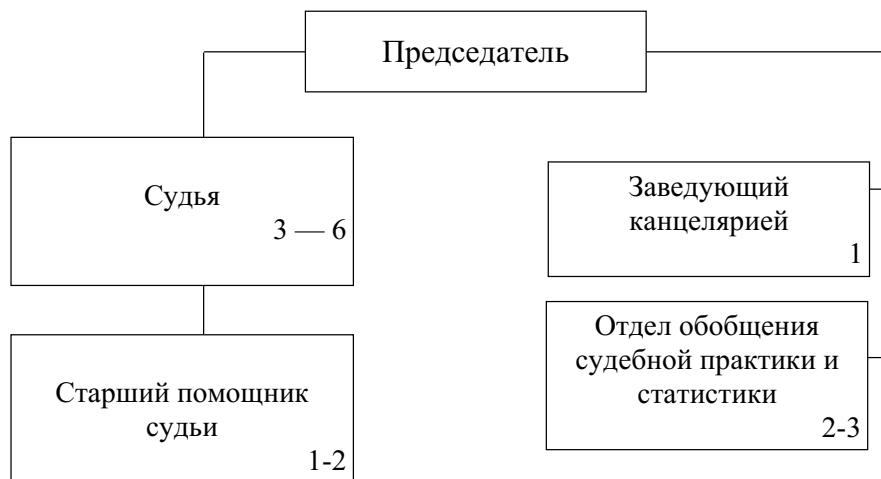 Председатель
Судья
3 — 6
Заведующий
канцелярией
1
Старший помощник
судьи
1-2
Отдел обобщения
судебной практики и
статистики
2-3